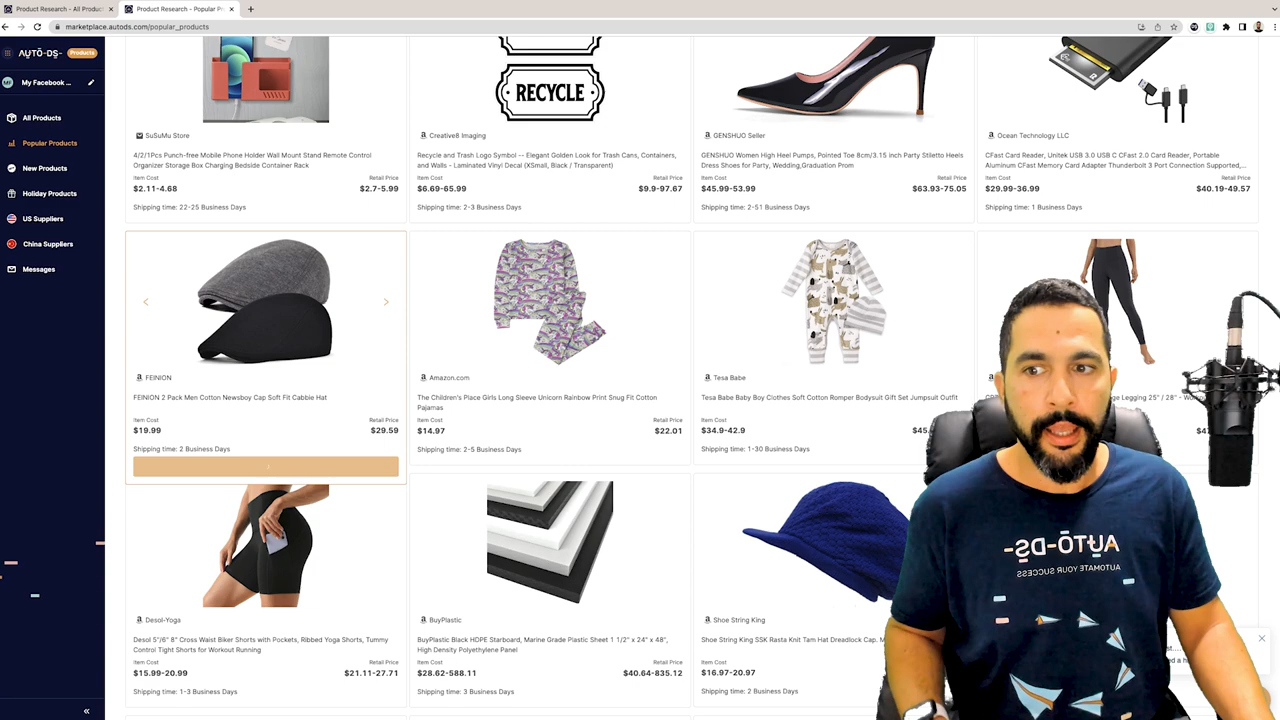 Product Research - All Produc
Product Research - Popular Pr
marketplace.autods.com/popular_products
AUTO-DS- Products
My Facebook ...
All Products
Popular Products
New Products
Holiday Products
US Suppliers
China Suppliers
Messages
RECYCLE
SuSuMu Store
4/2/1Pcs Punch-free Mobile Phone Holder Wall Mount Stand Remote Control
Organizer Storage Box Charging Bedside Container Rack
Item Cost Retail Price
$2.11-4.68 $2.7-5.99
Shipping time: 22-25 Business Days
Creative8 Imaging
Recycle and Trash Logo Symbol -- Elegant Golden Look for Trash Cans, Containers,
and Walls - Laminated Vinyl Decal (XSmall, Black / Transparent)
Item Cost Retail Price
$6.69-65.99 $9.9-97.67
Shipping time: 2-3 Business Days
GENSHUO Seller
GENSHUO Women High Heel Pumps, Pointed Toe 8cm/3.15 inch Party Stiletto Heels
Dress Shoes for Party, Wedding,Graduation Prom
Item Cost Retail Price
$45.99-53.99 $63.93-75.05
Shipping time: 2-51 Business Days
Ocean Technology LLC
CFast Card Reader, Unitek USB 3.0 USB C CFast 2.0 Card Reader, Portable
Aluminum CFast Memory Card Adapter Thunderbolt 3 Port Connection Supported,...
Item Cost Retail Price
$29.99-36.99 $40.19-49.57
Shipping time: 1 Business Days
FEINION
FEINION 2 Pack Men Cotton Newsboy Cap Soft Fit Cabbie Hat
Item Cost Retail Price
$19.99 $29.59
Shipping time: 2 Business Days
Amazon.com
The Children's Place Girls Long Sleeve Unicorn Rainbow Print Snug Fit Cotton
Pajamas
Item Cost Retail Price
$14.97 $22.01
Shipping time: 2-5 Business Days
Tesa Babe
Tesa Babe Baby Boy Clothes Soft Cotton Romper Bodysuit Gift Set Jumpsuit Outfit
Item Cost
$34.9-42.9 $45.
Shipping time: 1-30 Business Days
Legging 25" / 28" -
$47
Desol-Yoga
Desol 5"/6" 8" Cross Waist Biker Shorts with Pockets, Ribbed Yoga Shorts, Tummy
Control Tight Shorts for Workout Running
Item Cost Retail Price
$15.99-20.99 $21.11-27.71
Shipping time: 1-3 Business Days
BuyPlastic
BuyPlastic Black HDPE Starboard, Marine Grade Plastic Sheet 1 1/2" x 24" x 48",
High Density Polyethylene Panel
Item Cost Retail Price
$28.62-588.11 $40.64-835.12
Shipping time: 3 Business Days
Shoe String King
Shoe String King SSK Rasta Knit Tam Hat Dreadlock Cap.
Item Cost
$16.97-20.97
Shipping time: 2 Business Days
AUTO-DS-
AUTOMATE YOUR SUCCESS